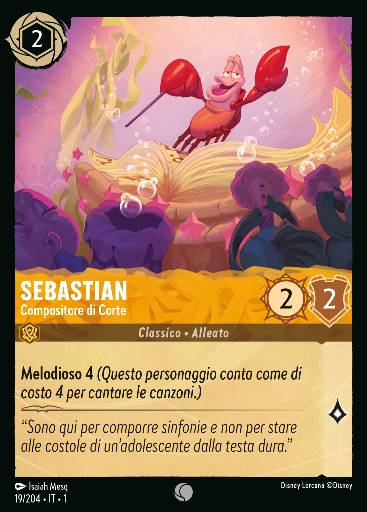 2
SEBASTIAN
Compositore di Corte
2
2
Classico • Alleato
Melodioso 4 (Questo personaggio conta come di
costo 4 per cantare le canzoni.)
“Sono qui per comporre sinfonie e non per stare
alle costole di un’adolescente dalla testa dura.”
Isaiah Mesq
Disney Lorcana ©Disney
19/204 • IT • 1